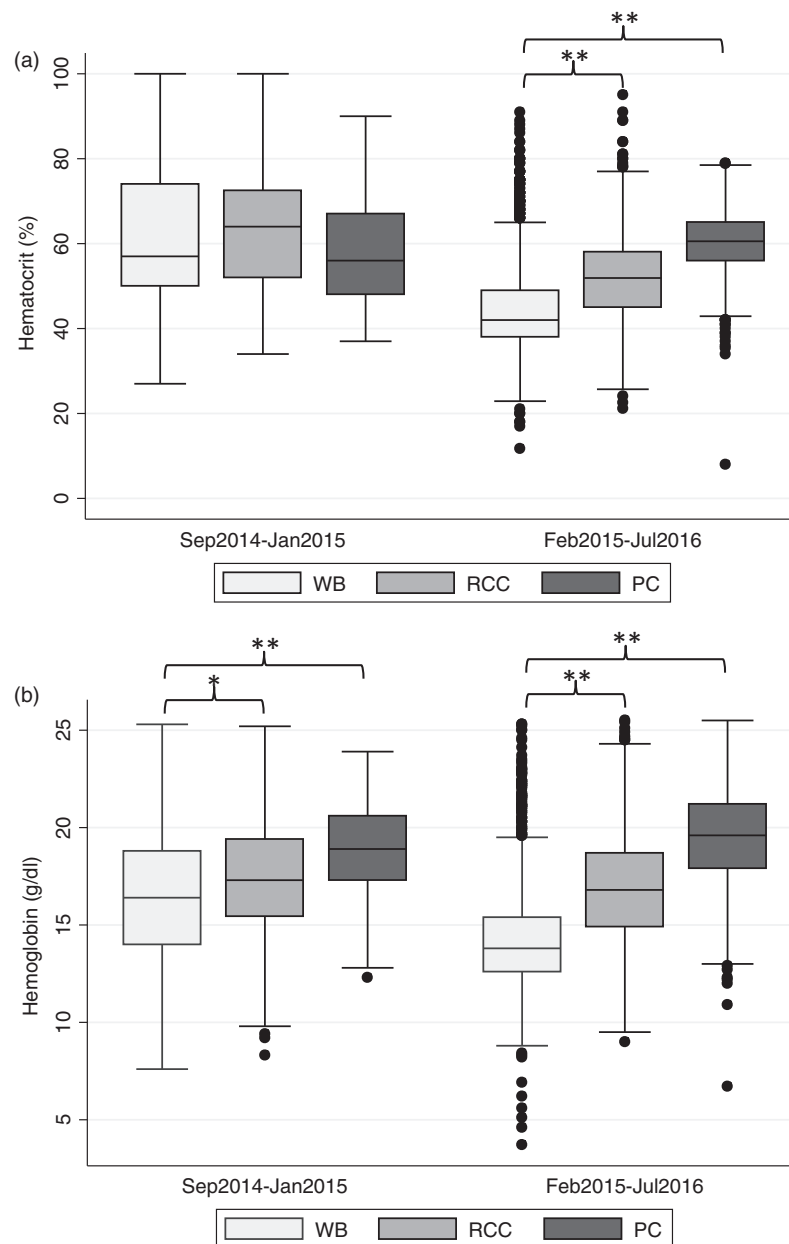 (a)
**
**
100
80
60
40
20
0
Hematocrit (%)
Sep2014-Jan2015 Feb2015-Jul2016
WB RCC PC
(b)
**
*
**
**
25
20
15
10
5
Hemoglobin (g/dl)
Sep2014-Jan2015 Feb2015-Jul2016
WB RCC PC